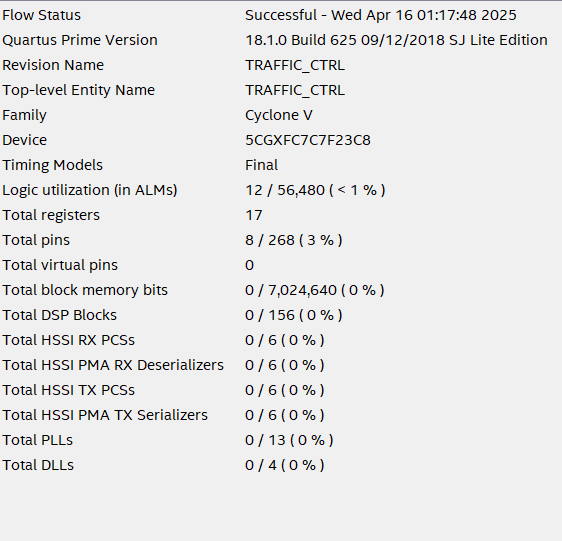 Flow Status Successful - Wed Apr 16 01:17:48 2025
Quartus Prime Version 18.1.0 Build 625 09/12/2018 SJ Lite Edition
Revision Name TRAFFIC_CTRL
Top-level Entity Name TRAFFIC_CTRL
Family Cyclone V
Device 5CGXFC7C7F23C8
Timing Models Final
Logic utilization (in ALMs) 12 / 56,480 ( < 1 % )
Total registers 17
Total pins 8 / 268 ( 3 % )
Total virtual pins 0
Total block memory bits 0 / 7,024,640 ( 0 % )
Total DSP Blocks 0 / 156 ( 0 % )
Total HSSI RX PCSs 0 / 6 ( 0 % )
Total HSSI PMA RX Deserializers 0 / 6 ( 0 % )
Total HSSI TX PCSs 0 / 6 ( 0 % )
Total HSSI PMA TX Serializers 0 / 6 ( 0 % )
Total PLLs 0 / 13 ( 0 % )
Total DLLs 0 / 4 ( 0 % )